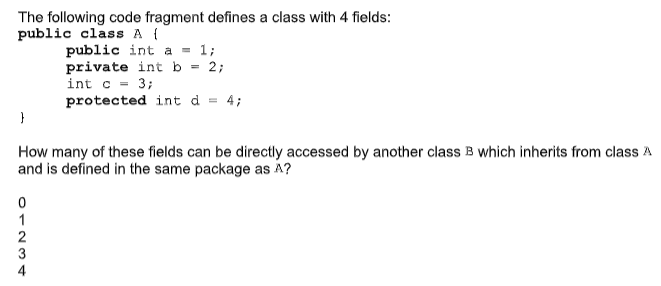 The following code fragment defines a class with 4 fields:
public class A {
public int a = 1;
private int b = 2;
int c = 3;
protected int d = 4;
}
How many of these fields can be directly accessed by another class B which inherits from class A
and is defined in the same package as A?
0
1
2
3
4